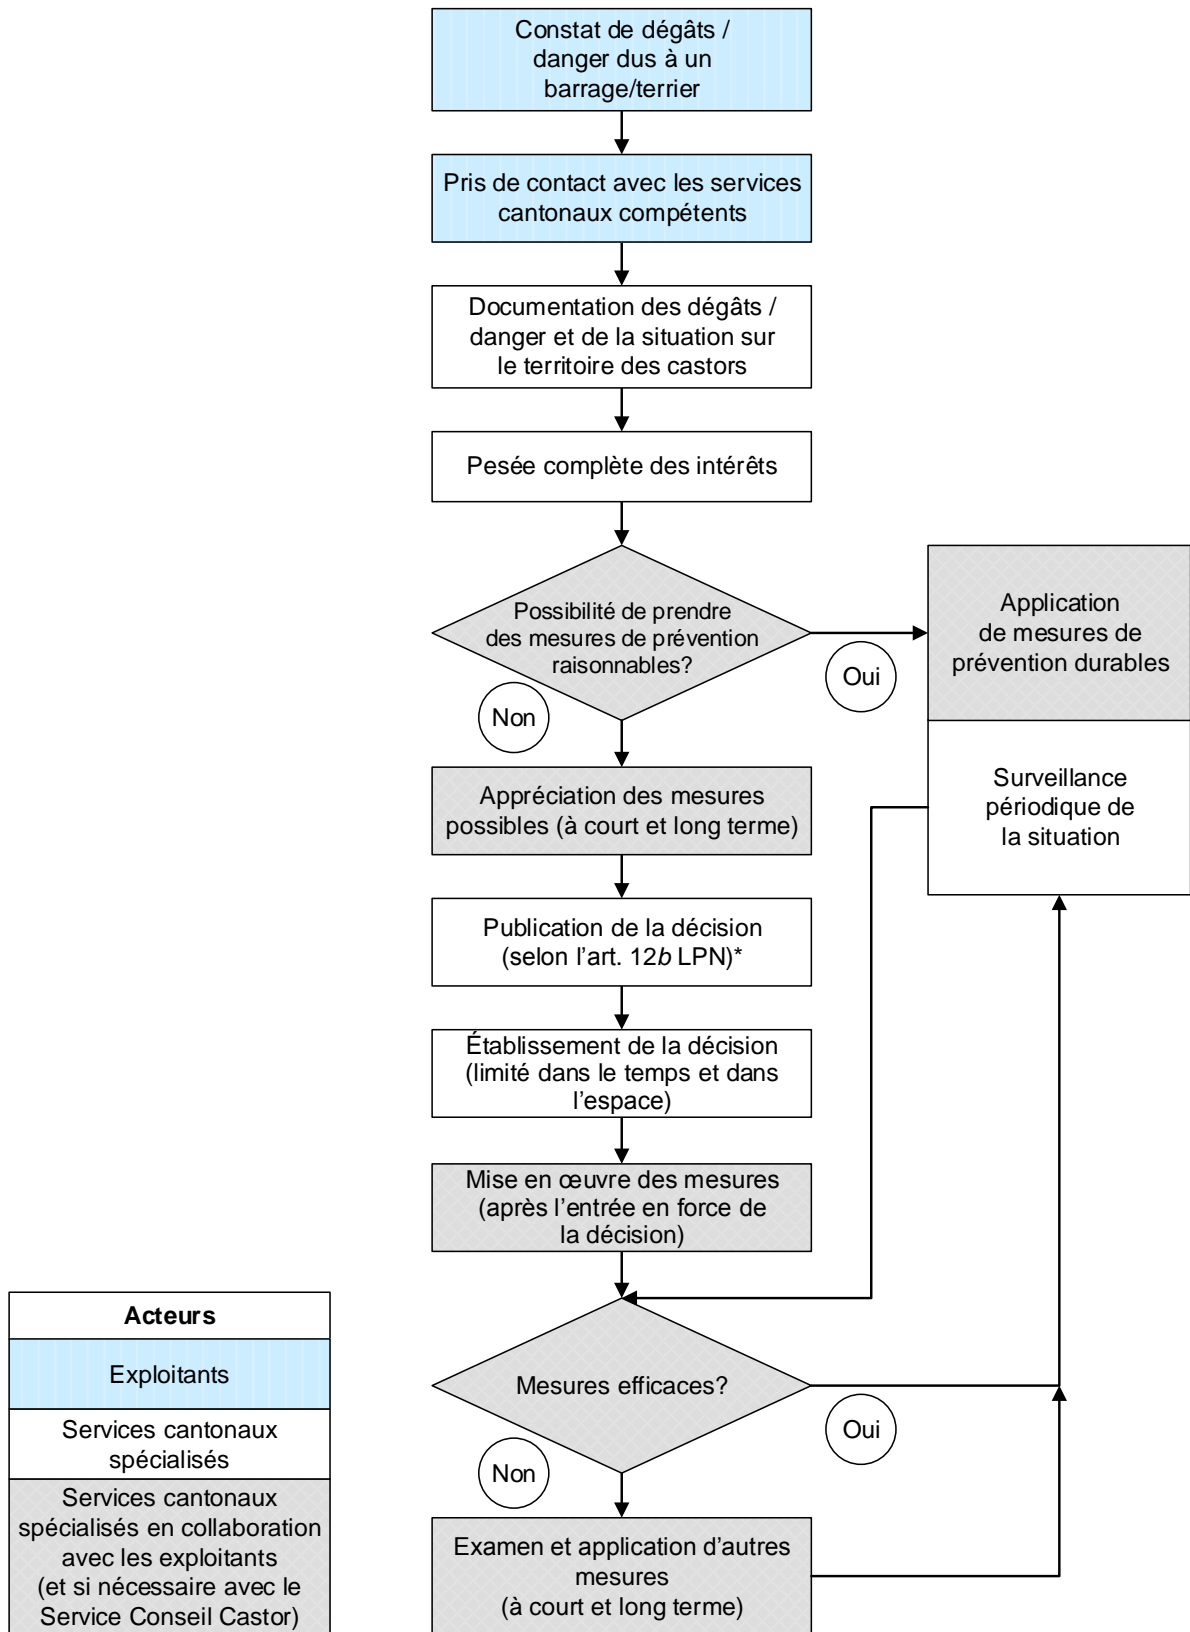 Constat de dégâts /
danger dus à un
barrage/terrier
Pris de contact avec les services
cantonaux compétents
Documentation des dégâts /
danger et de la situation sur
le territoire des castors
Pesée complète des intérêts
Possibilité de prendre
des mesures de prévention
raisonnables?
Oui
Non
Application
de mesures de
prévention durables
Surveillance
périodique de
la situation
Appréciation des mesures
possibles (à court et long terme)
Publication de la décision
(selon l'art. 12b LPN)*
Établissement de la décision
(limité dans le temps et dans
l'espace)
Mise en œuvre des mesures
(après l'entrée en force de
la décision)
Mesures efficaces?
Oui
Non
Examen et application d'autres
mesures
(à court et long terme)
Acteurs
Exploitants
Services cantonaux
spécialisés
Services cantonaux
spécialisés en collaboration
avec les exploitants
(et si nécessaire avec le
Service Conseil Castor)